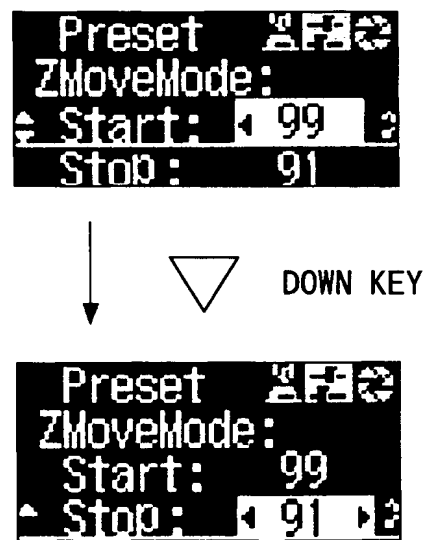 Preset
ZMoveMode:
Start: 99
Stop: 91
DOWN KEY
Preset
ZMoveMode:
Start: 99
Stop: 91